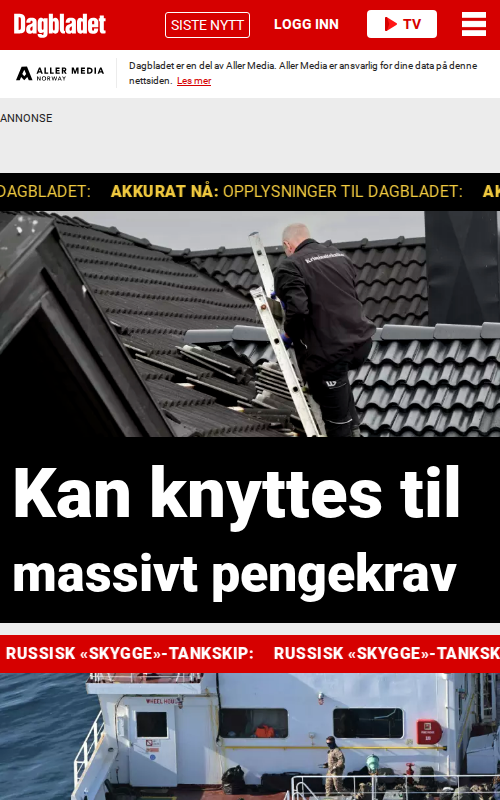 Dagbladet
SISTE NYTT
LOGG INN
TV
ALLER MEDIA
NORWAY
Dagbladet er en del av Aller Media. Aller Media er ansvarlig for dine data på denne
nettsiden. Les mer
ANNONSE
DAGBLADET: AKKURAT NÅ: OPPLYSNINGER TIL DAGBLADET: AK
Kan knyttes til
massivt pengekrav
RUSSISK «SKYGGE»-TANKSKIP: RUSSISK «SKYGGE»-TANKSK
WHEEL HOUSE